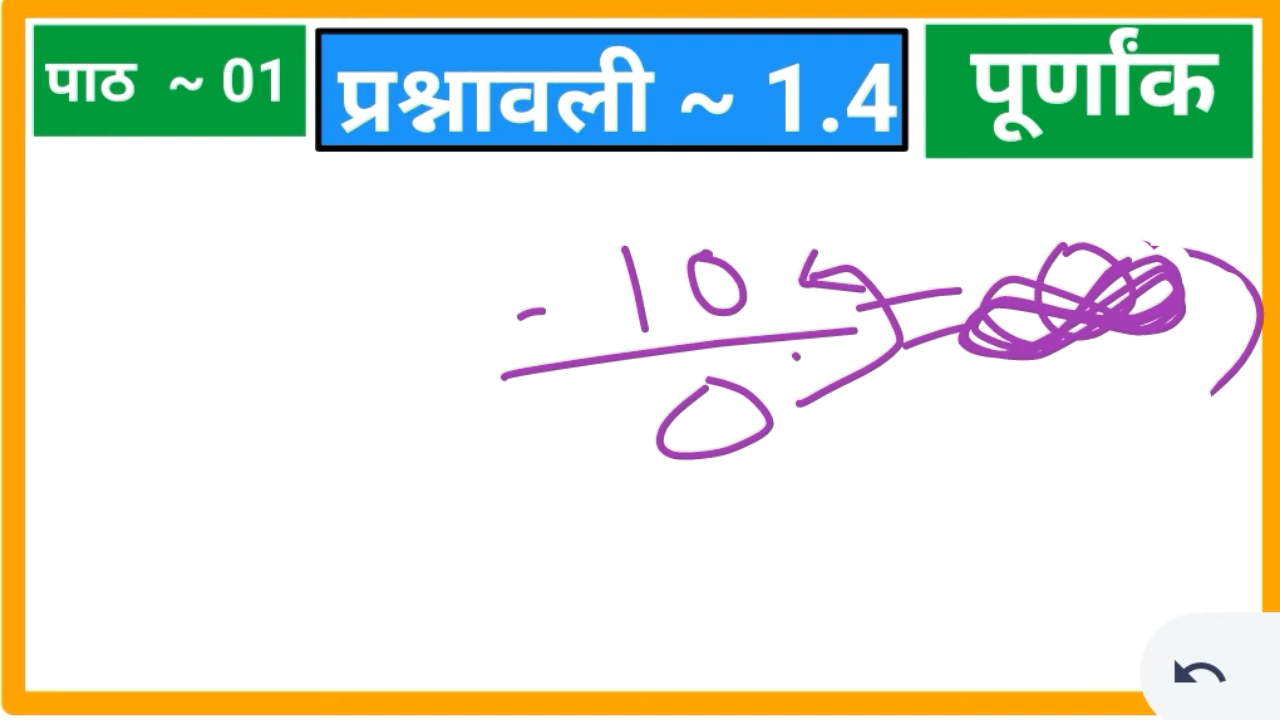 पाठ ~ 01
प्रश्नावली ~ 1.4
पूर्णांक
- 10
0